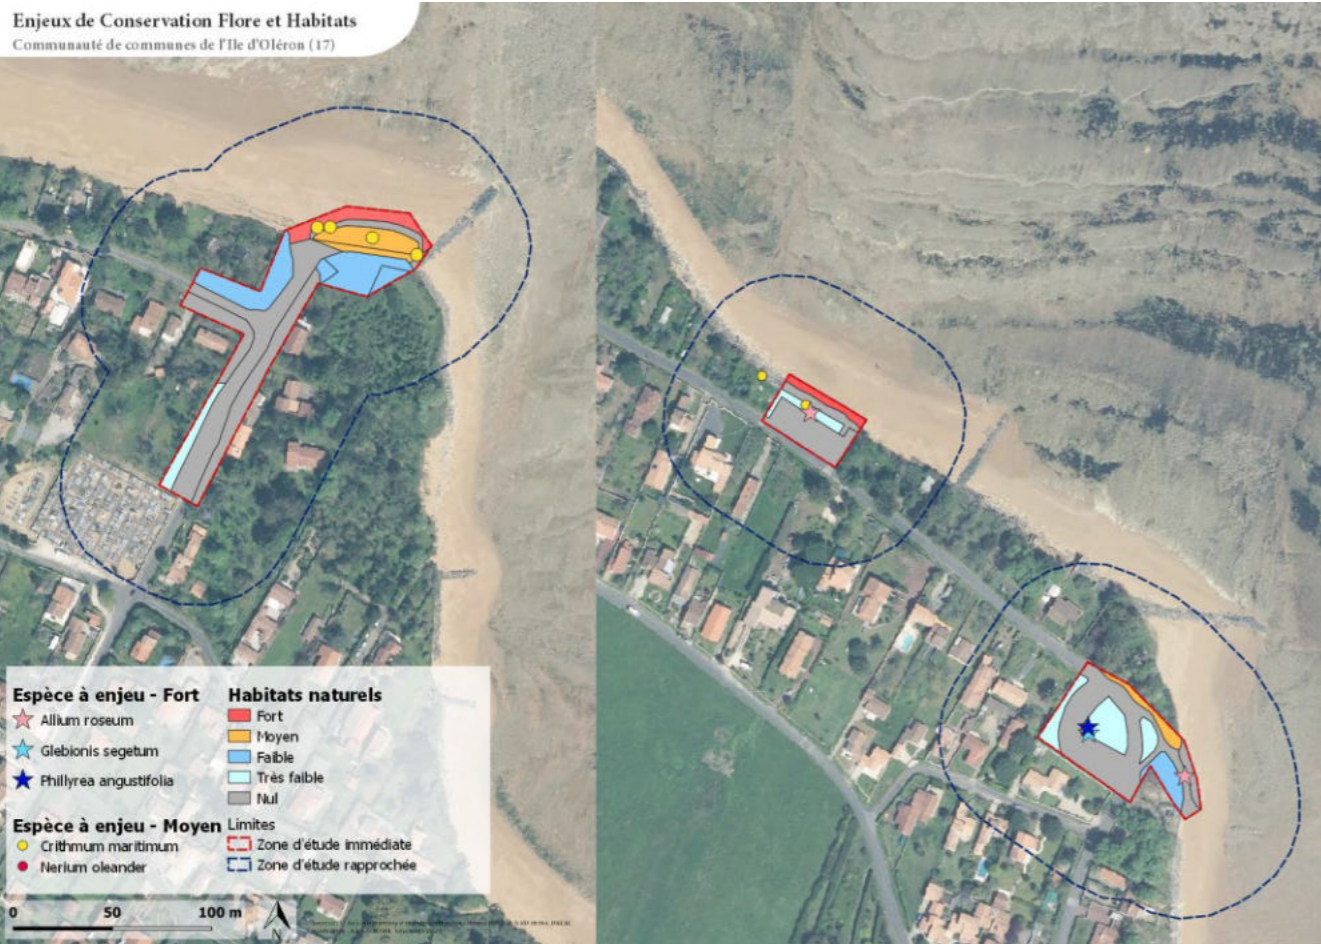 Enjeux de Conservation Flore et Habitats
Communauté de communes de l'Ile d'Oléron (17)
Espèce à enjeu - Fort
Allium roseum
Glebionis segetum
Phillyrea angustifolia
Espèce à enjeu - Moyen
Crithmum maritimum
Nerium oleander
Habitats naturels
Fort
Moyen
Faible
Très faible
Nul
Limites
Zone d'étude immédiate
Zone d'étude rapprochée
0 50 100 m
N